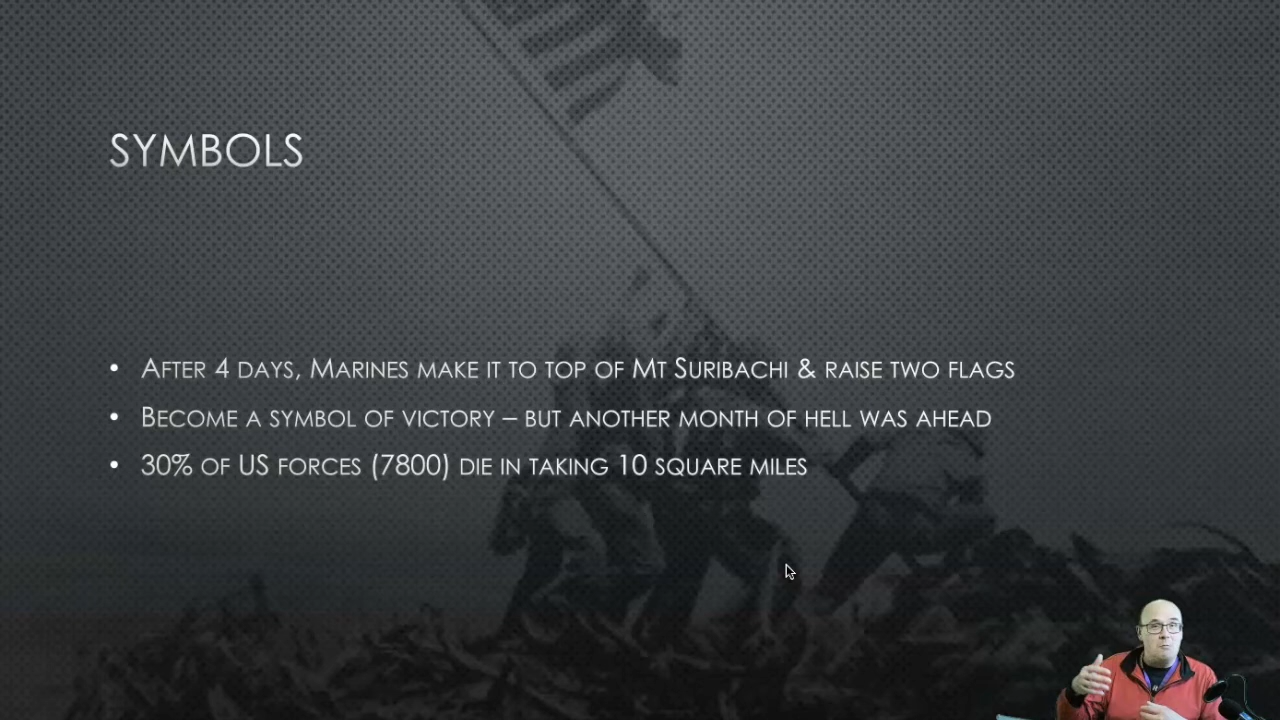 SYMBOLS
• AFTER 4 DAYS, MARINES MAKE IT TO TOP OF MT SURIBACHI & RAISE TWO FLAGS
• BECOME A SYMBOL OF VICTORY – BUT ANOTHER MONTH OF HELL WAS AHEAD
• 30% OF US FORCES (7800) DIE IN TAKING 10 SQUARE MILES